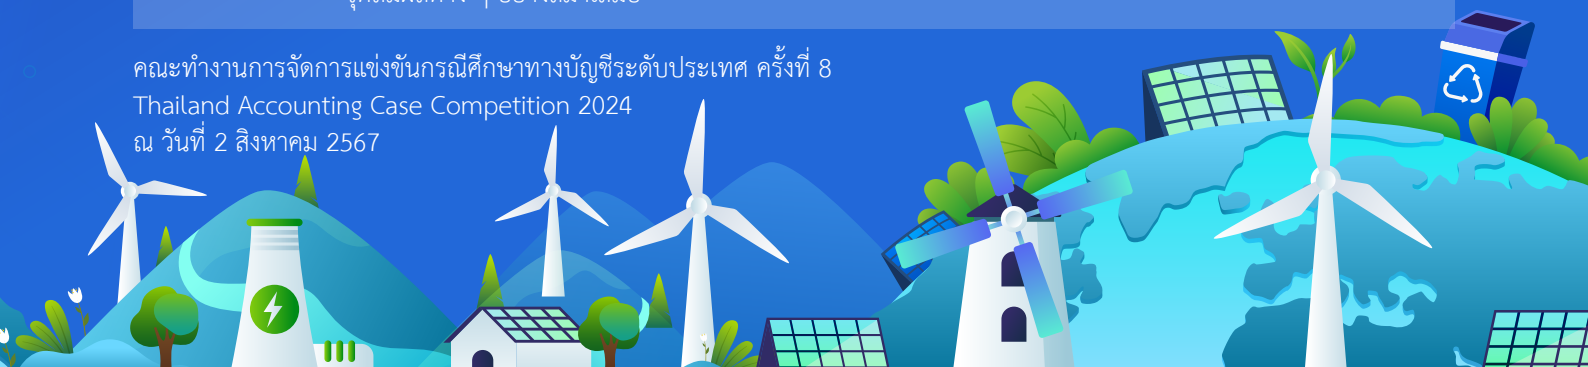 คณะทำงานการจัดการแข่งขันกรณีศึกษาทางบัญชีระดับประเทศ ครั้งที่ 8
Thailand Accounting Case Competition 2024
ณ วันที่ 2 สิงหาคม 2567